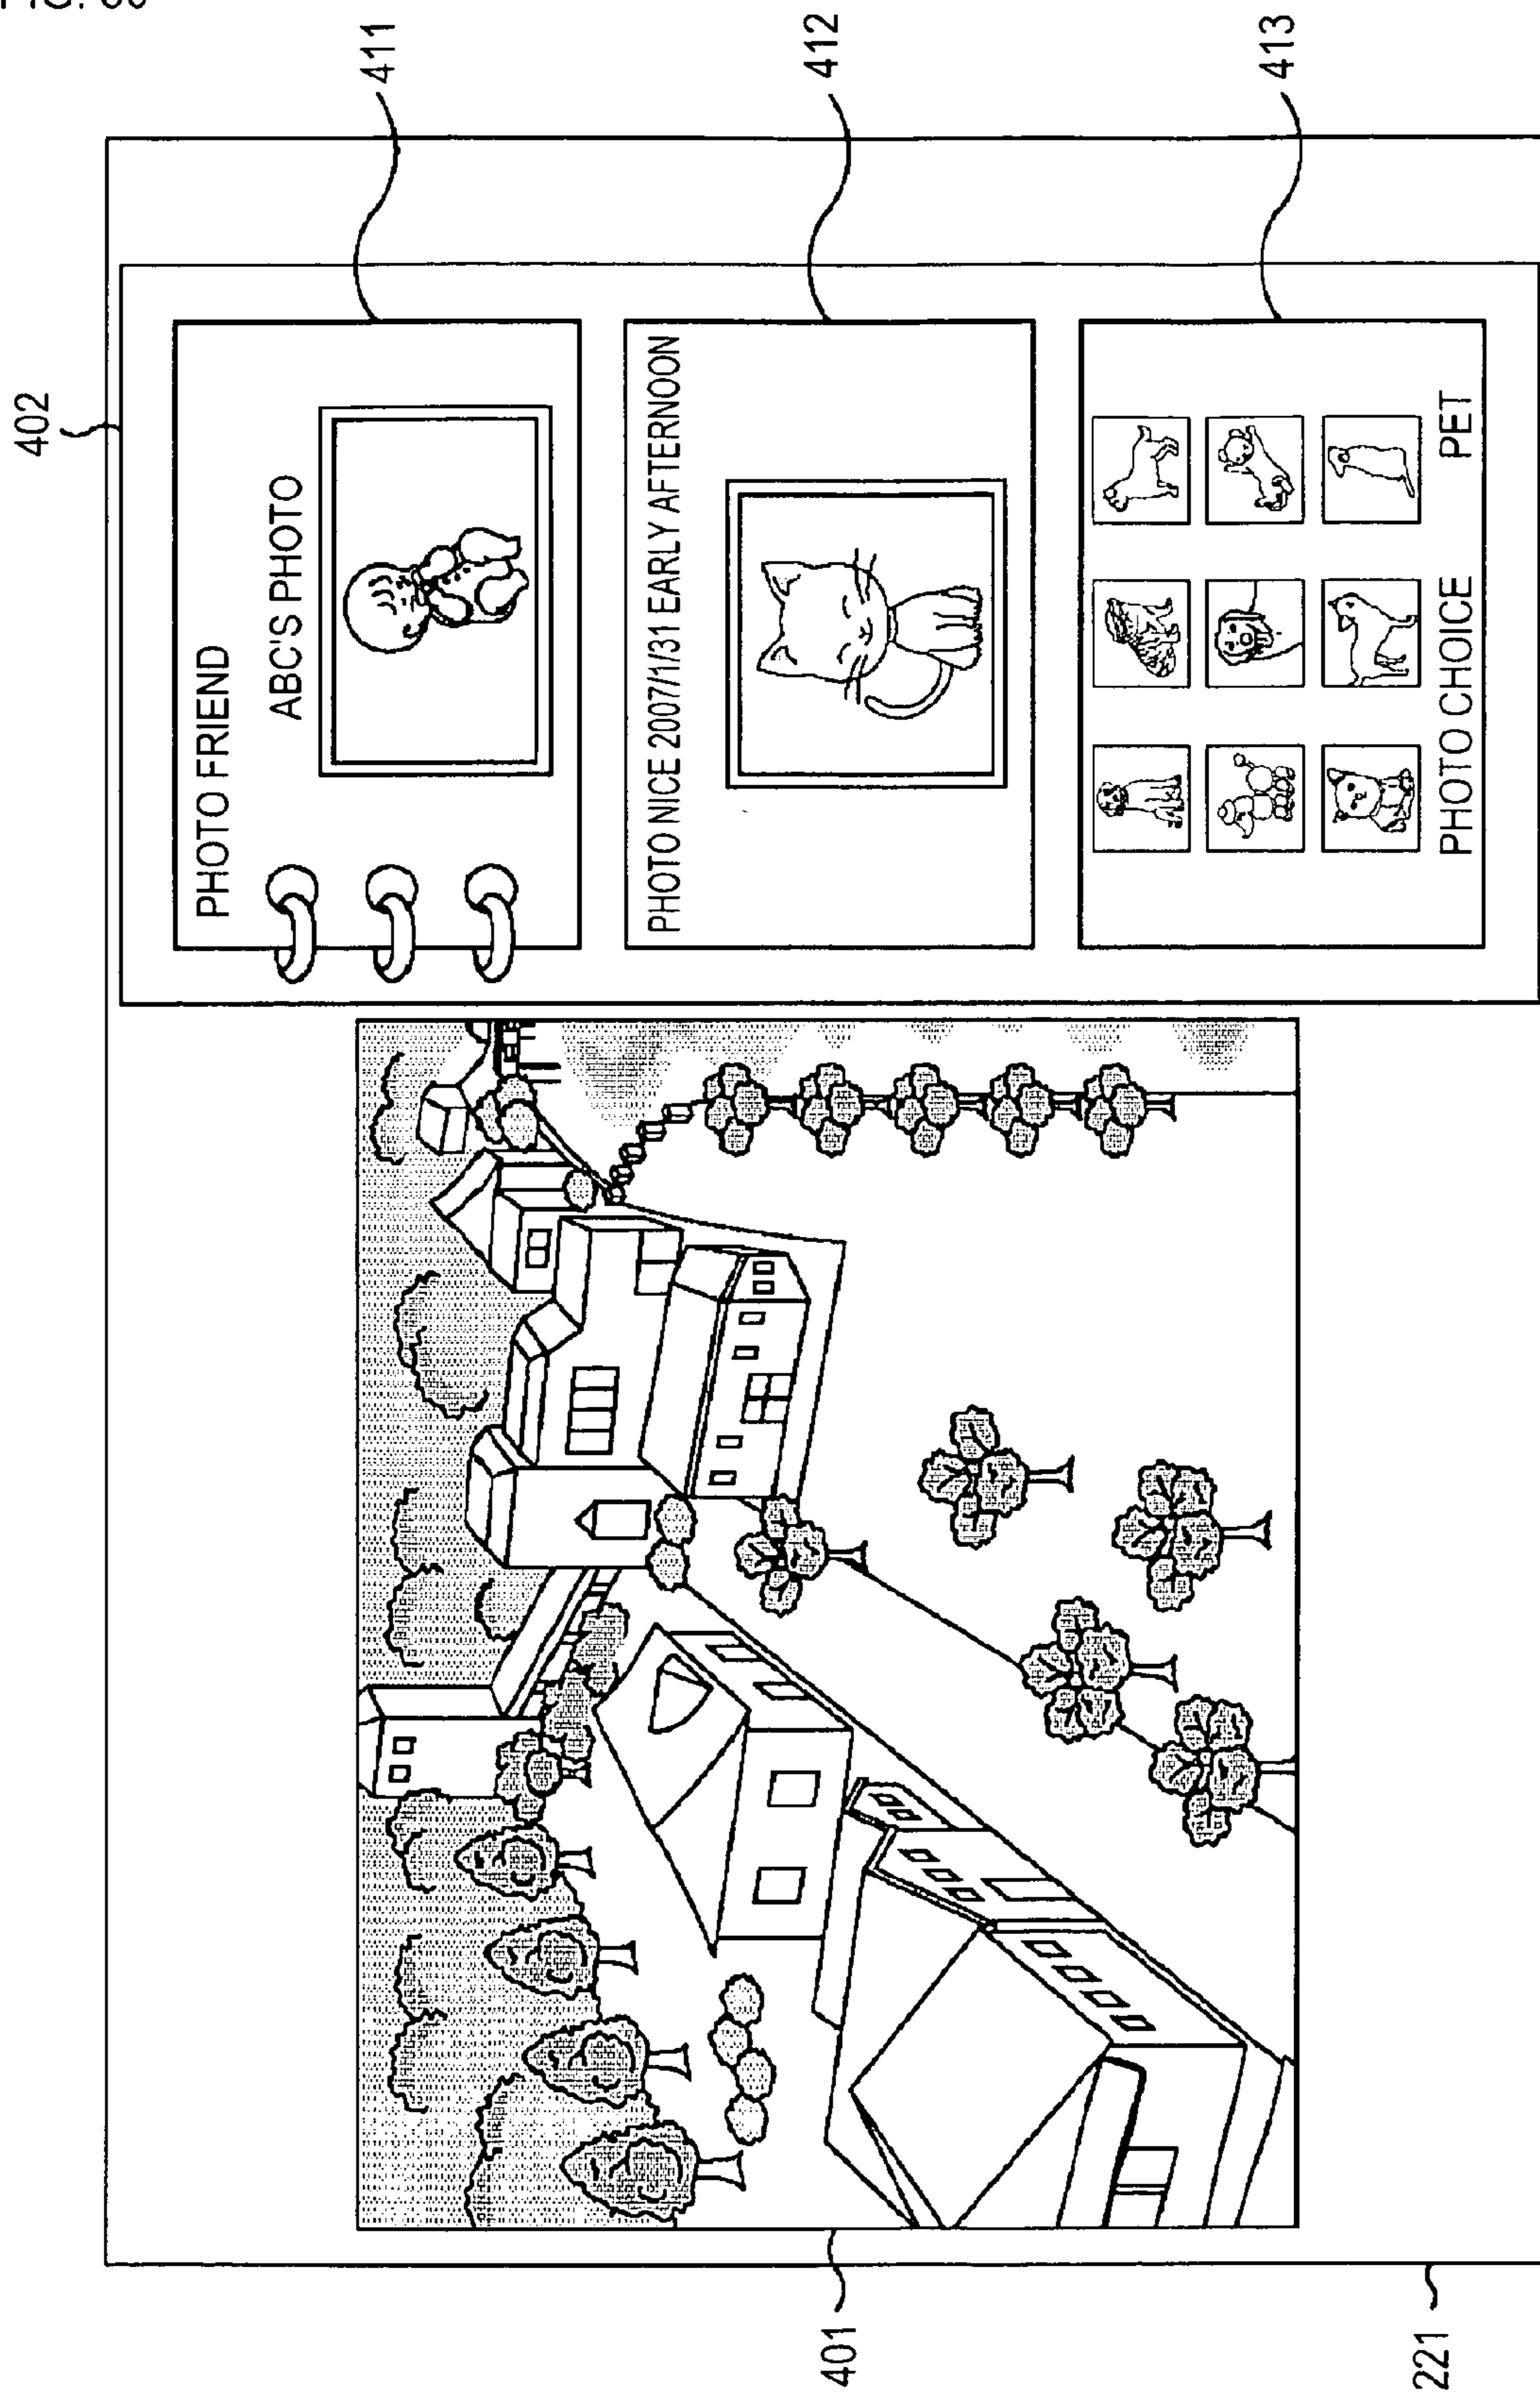 402
PHOTO FRIEND
ABC'S PHOTO
411
PHOTO NICE 2007/1/31 EARLY AFTERNOON
412
413
PHOTO CHOICE PET
401
221